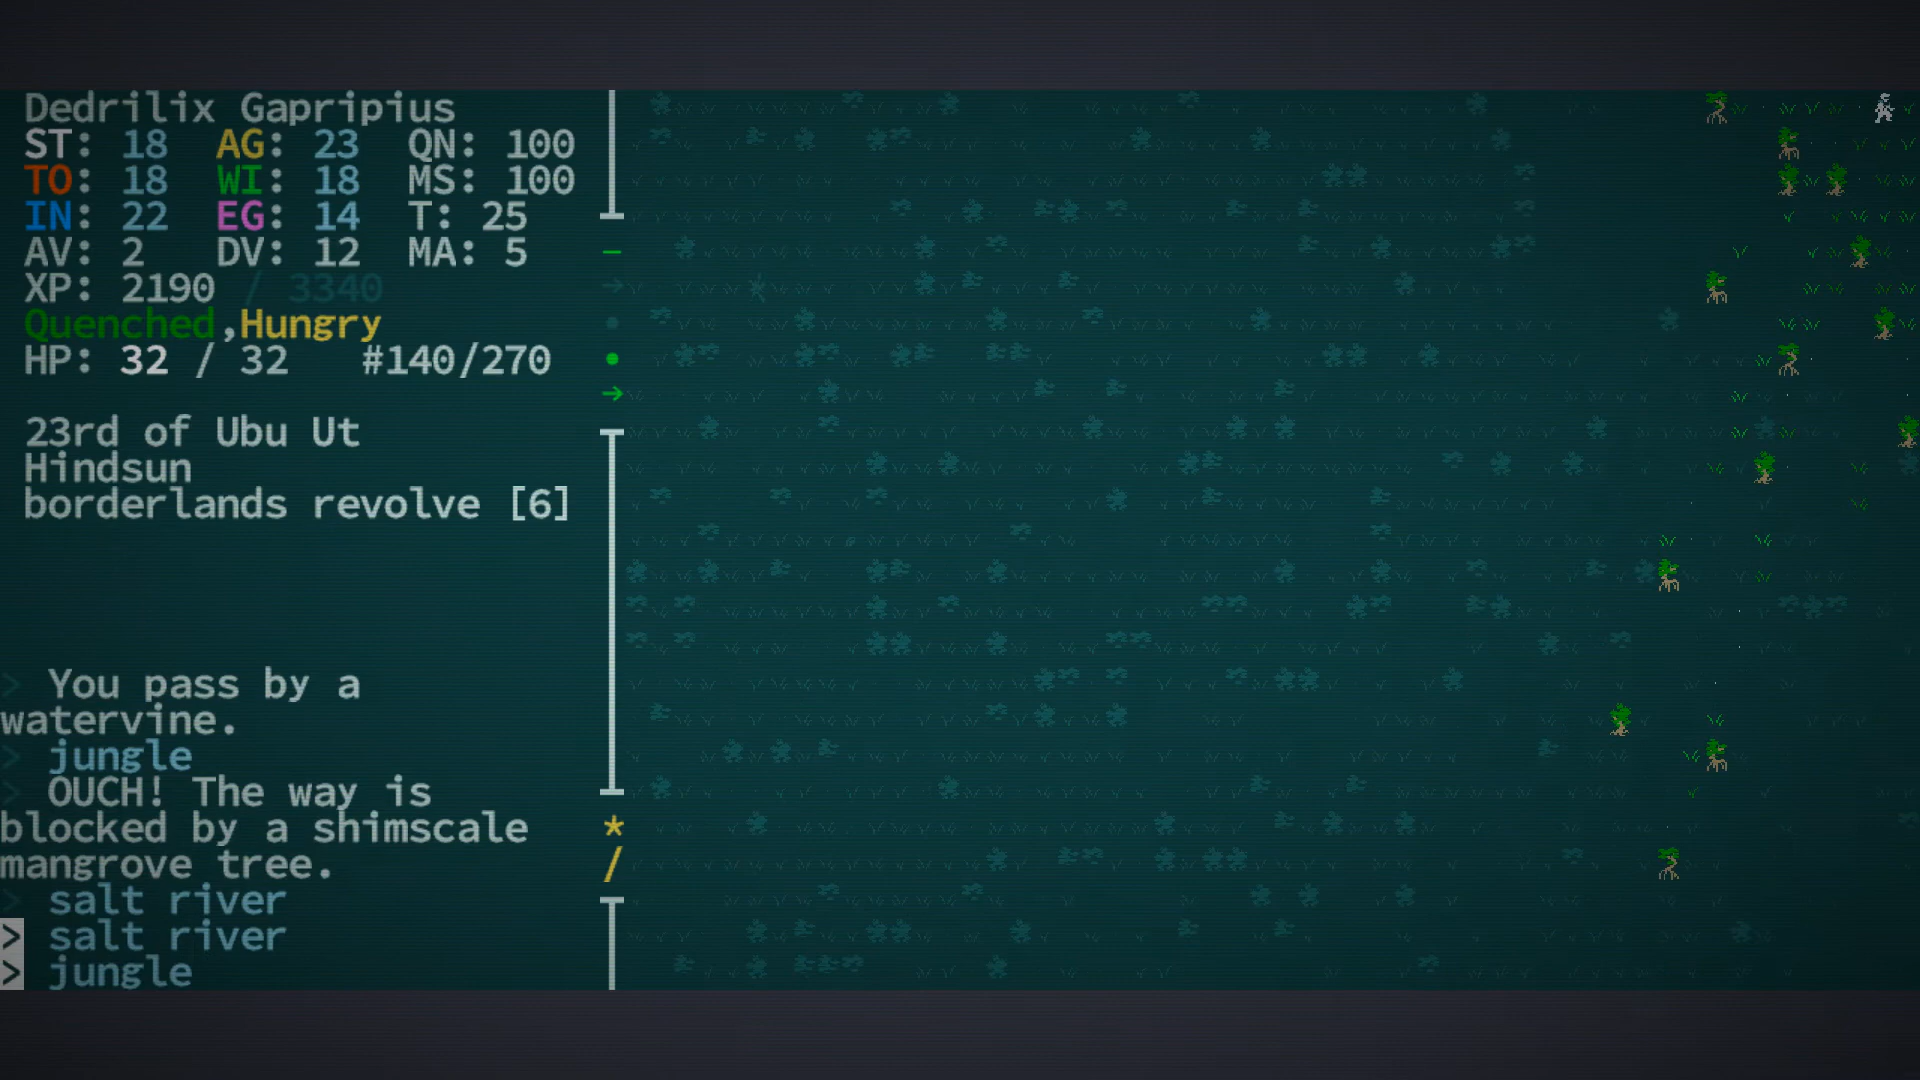 Dedrilix Gapripius
ST: 18 AG: 23 QN: 100
TO: 18 WI: 18 MS: 100
IN: 22 EG: 14 T: 25
AV: 2 DV: 12 MA: 5
XP: 2190 / 3340
Quenched,Hungry
HP: 32 / 32 #140/270
23rd of Ubu Ut
Hindsun
borderlands revolve [6]
> You pass by a
watervine.
> jungle
> OUCH! The way is
blocked by a shimscale
mangrove tree.
> salt river
> salt river
> jungle